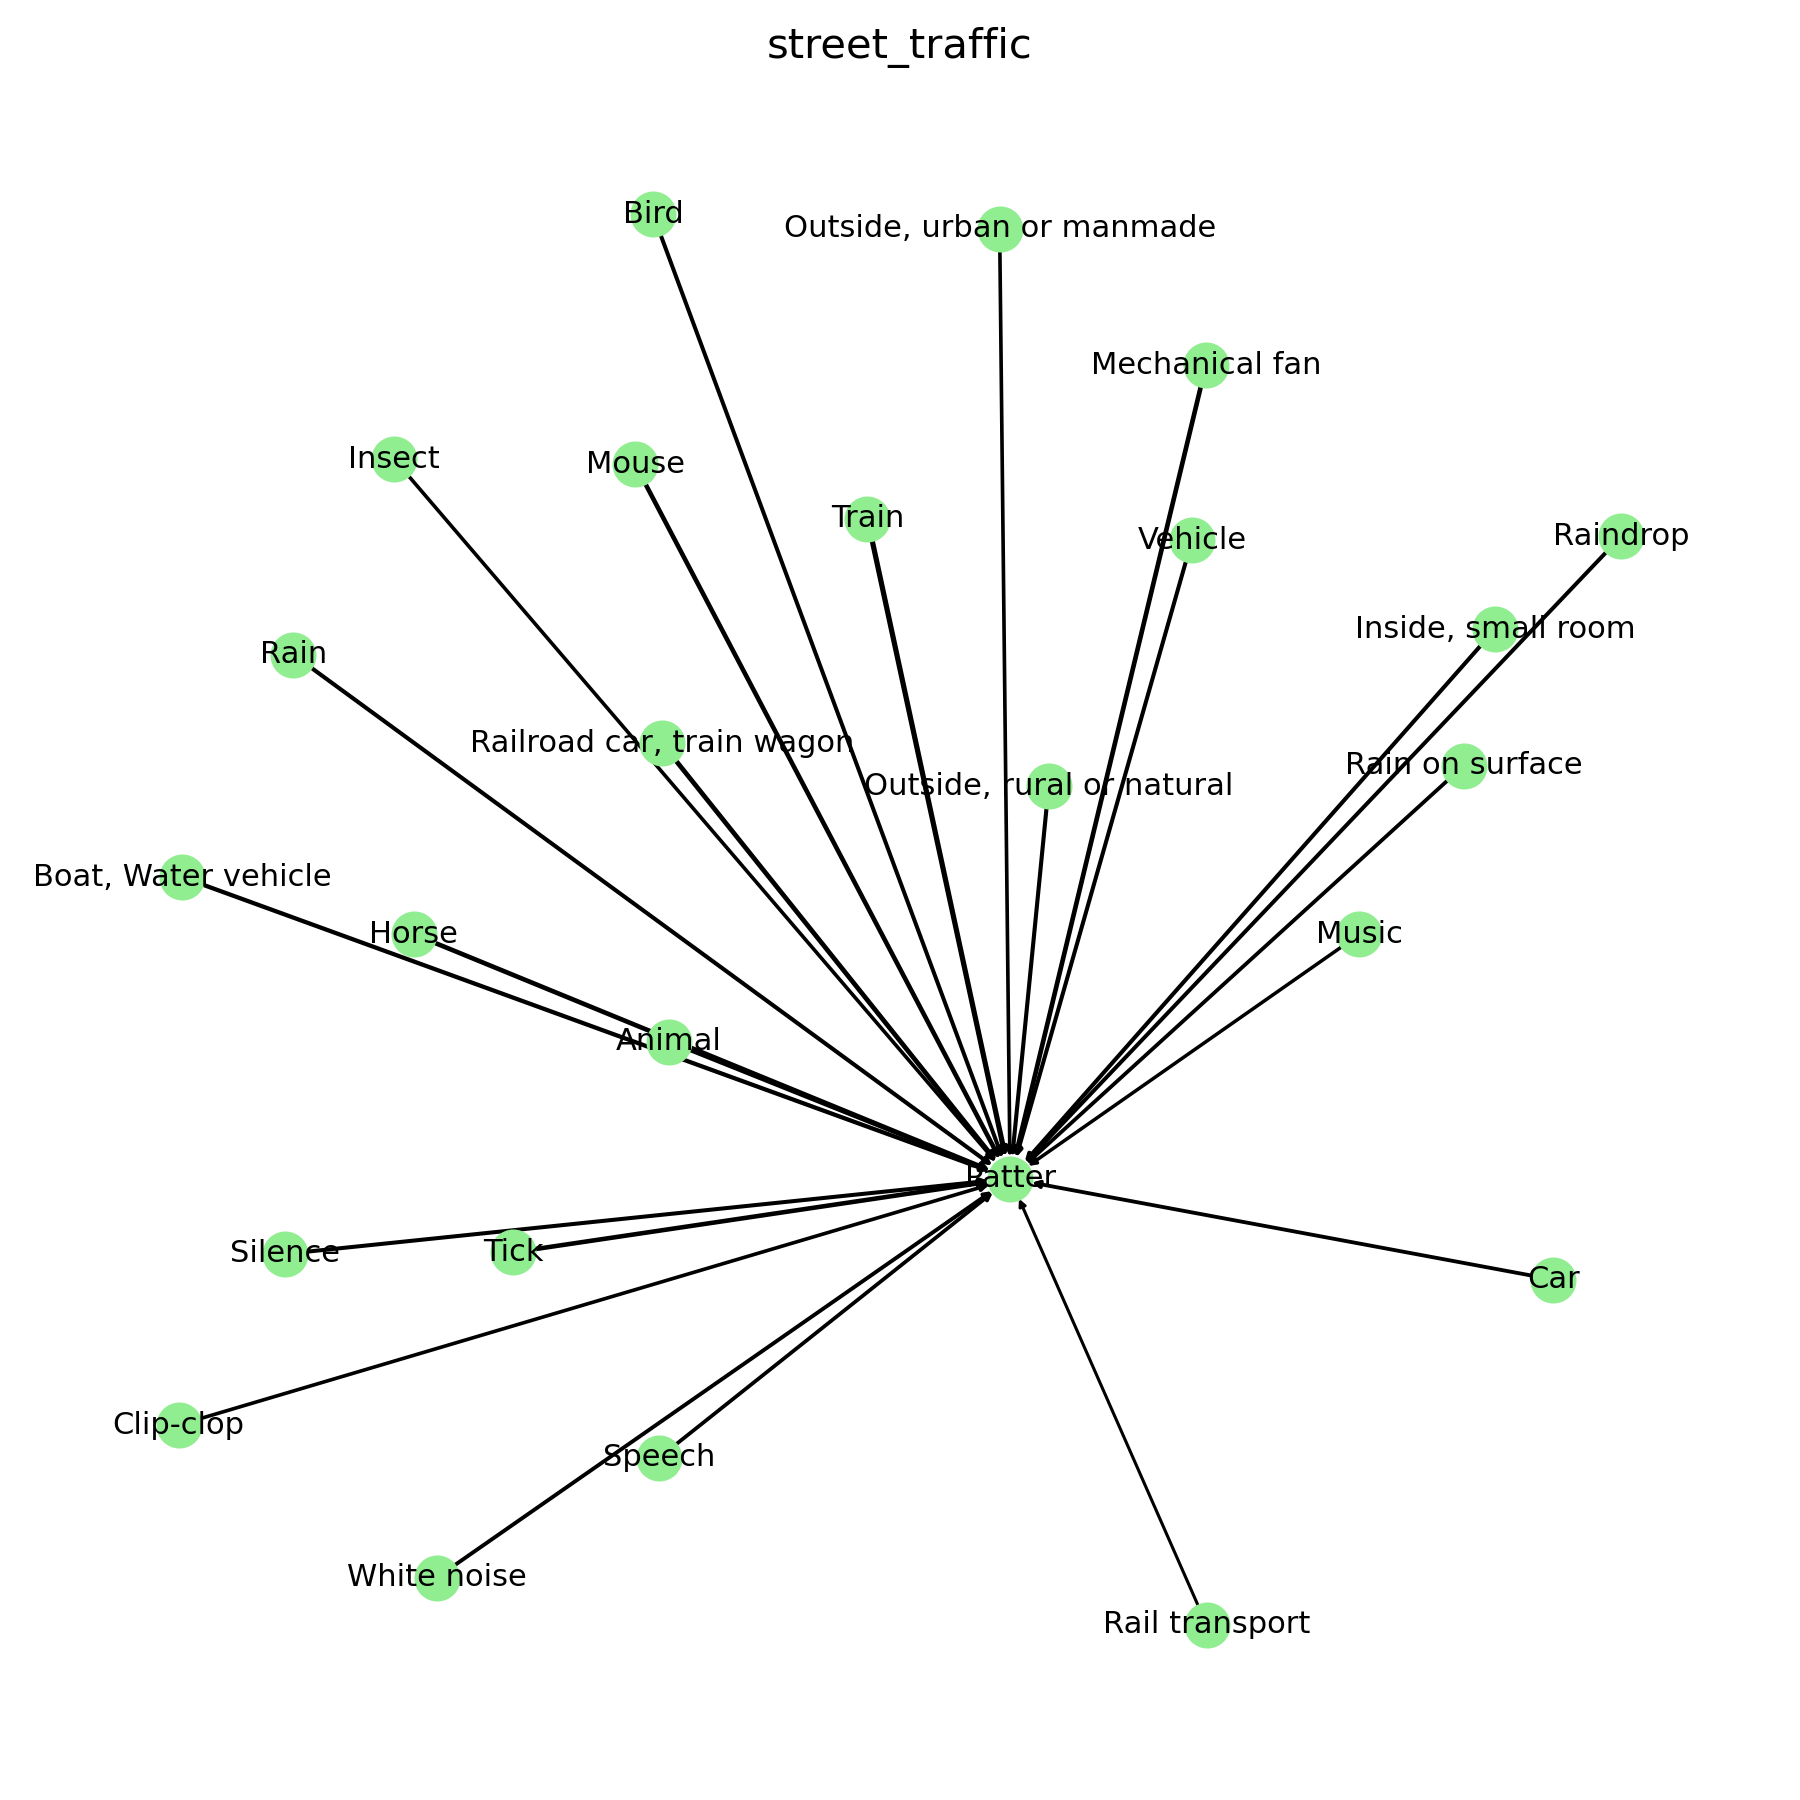 street_traffic
Bird
Outside, urban or manmade
Mechanical fan
Insect
Mouse
Train
Vehicle
Raindrop
Inside, small room
Rain
Railroad car, train wagon
Rain on surface
Outside, rural or natural
Boat, Water vehicle
Horse
Music
Animal
Patter
Silence
Tick
Car
Clip-clop
Speech
White noise
Rail transport